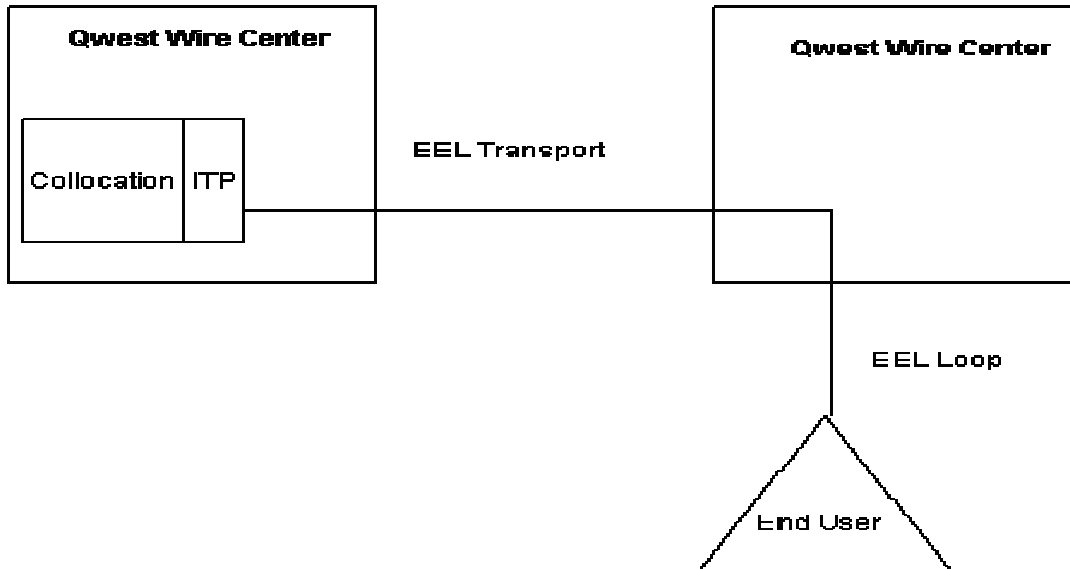 Qwest Wire Center
Qwest Wire Center
EEL Transport
Collocation
ITP
EEL Loop
End User